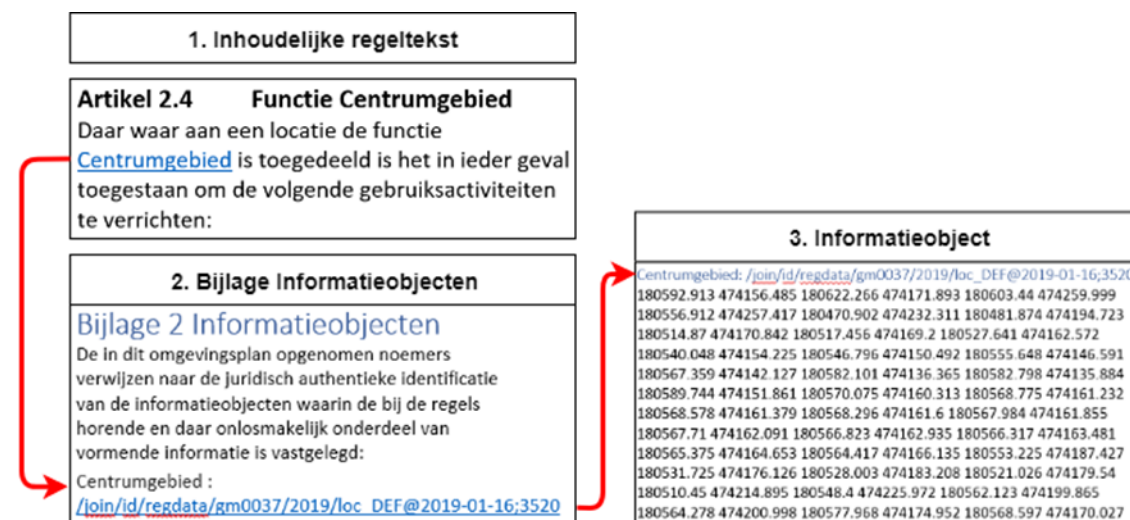 1. Inhoudelijke regeltekst
Artikel 2.4 Functie Centrumgebied
Daar waar aan een locatie de functie
Centrumgebied is toegedeeld is het in ieder geval
toegestaan om de volgende gebruiksactiviteiten
te verrichten:
2. Bijlage Informatieobjecten
Bijlage 2 Informatieobjecten
De in dit omgevingsplan opgenomen noemers
verwijzen naar de juridisch authentieke identificatie
van de informatieobjecten waarin de bij de regels
horende en daar onlosmakelijk onderdeel van
vormende informatie is vastgelegd:
Centrumgebied :
/join/id/regdata/gm0037/2019/loc_DEF@2019-01-16;3520
3. Informatieobject
Centrumgebied: /join/id/regdata/gm0037/2019/loc_DEF@2019-01-16;3520
180592.913 474156.485 180622.266 474171.893 180603.44 474259.999
180556.912 474257.417 180470.902 474232.311 180481.874 474194.723
180514.87 474170.842 180517.456 474169.2 180527.641 474162.572
180540.048 474154.225 180546.796 474150.492 180555.648 474146.591
180567.359 474142.127 180582.101 474136.365 180582.798 474135.884
180589.744 474151.861 180570.075 474160.313 180568.775 474161.232
180568.578 474161.379 180568.296 474161.6 180567.984 474161.855
180567.71 474162.091 180566.823 474162.935 180566.317 474163.481
180565.375 474164.653 180564.417 474166.135 180553.225 474187.427
180531.725 474176.126 180528.003 474183.208 180521.026 474179.54
180510.45 474214.895 180548.4 474225.972 180562.123 474199.865
180564.278 474200.998 180577.968 474174.952 180568.597 474170.027